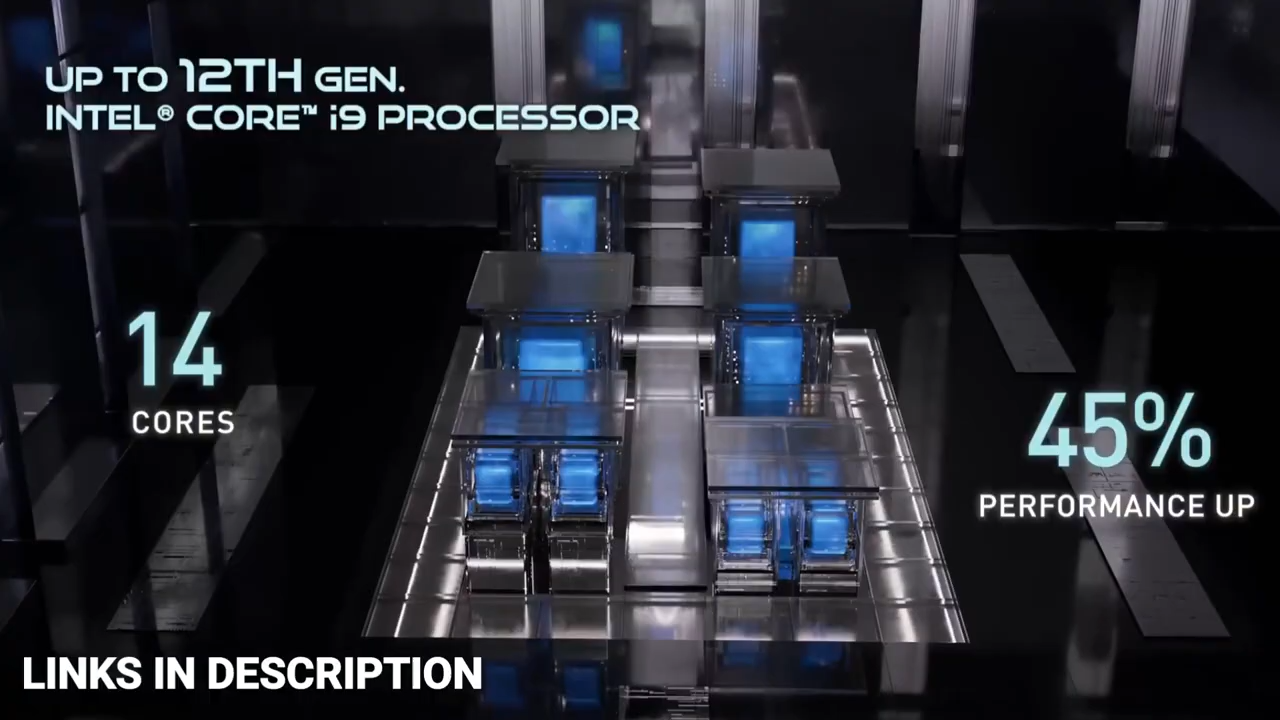 UP TO 12TH GEN.
INTEL® CORE™ i9 PROCESSOR
14
CORES
45%
PERFORMANCE UP
LINKS IN DESCRIPTION